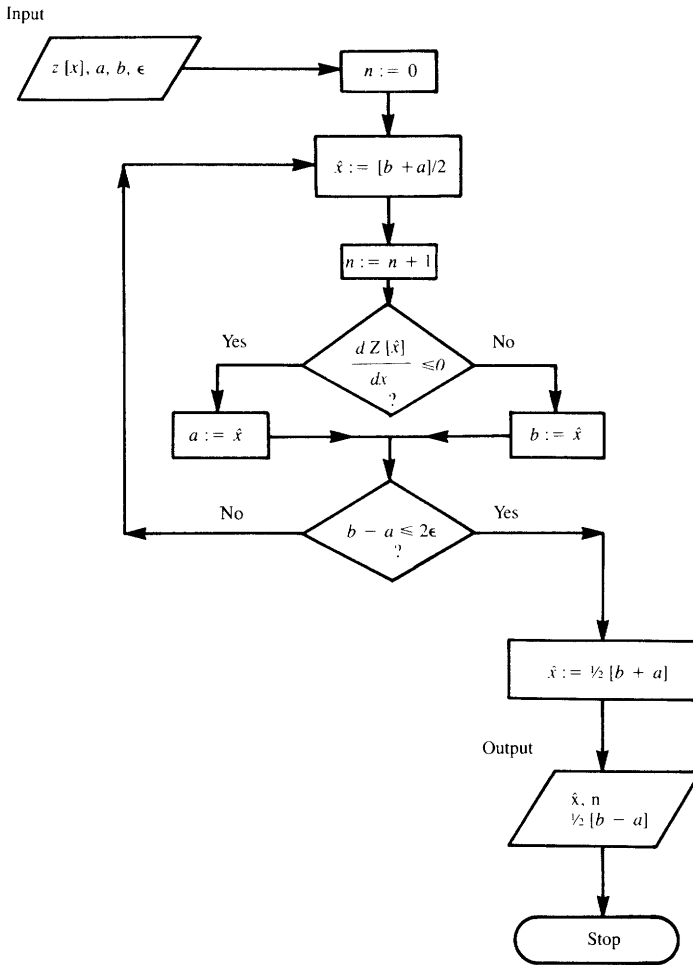 Input
z [x], a, b, ϵ
n := 0
x̂ := [b + a]/2
n := n + 1
Yes
d Z [x̂]
dx
≤0
?
No
a := x̂
b := x̂
No
b − a ≤ 2ϵ
?
Yes
x̂ := ½ [b + a]
Output
x̂, n
½ [b − a]
Stop